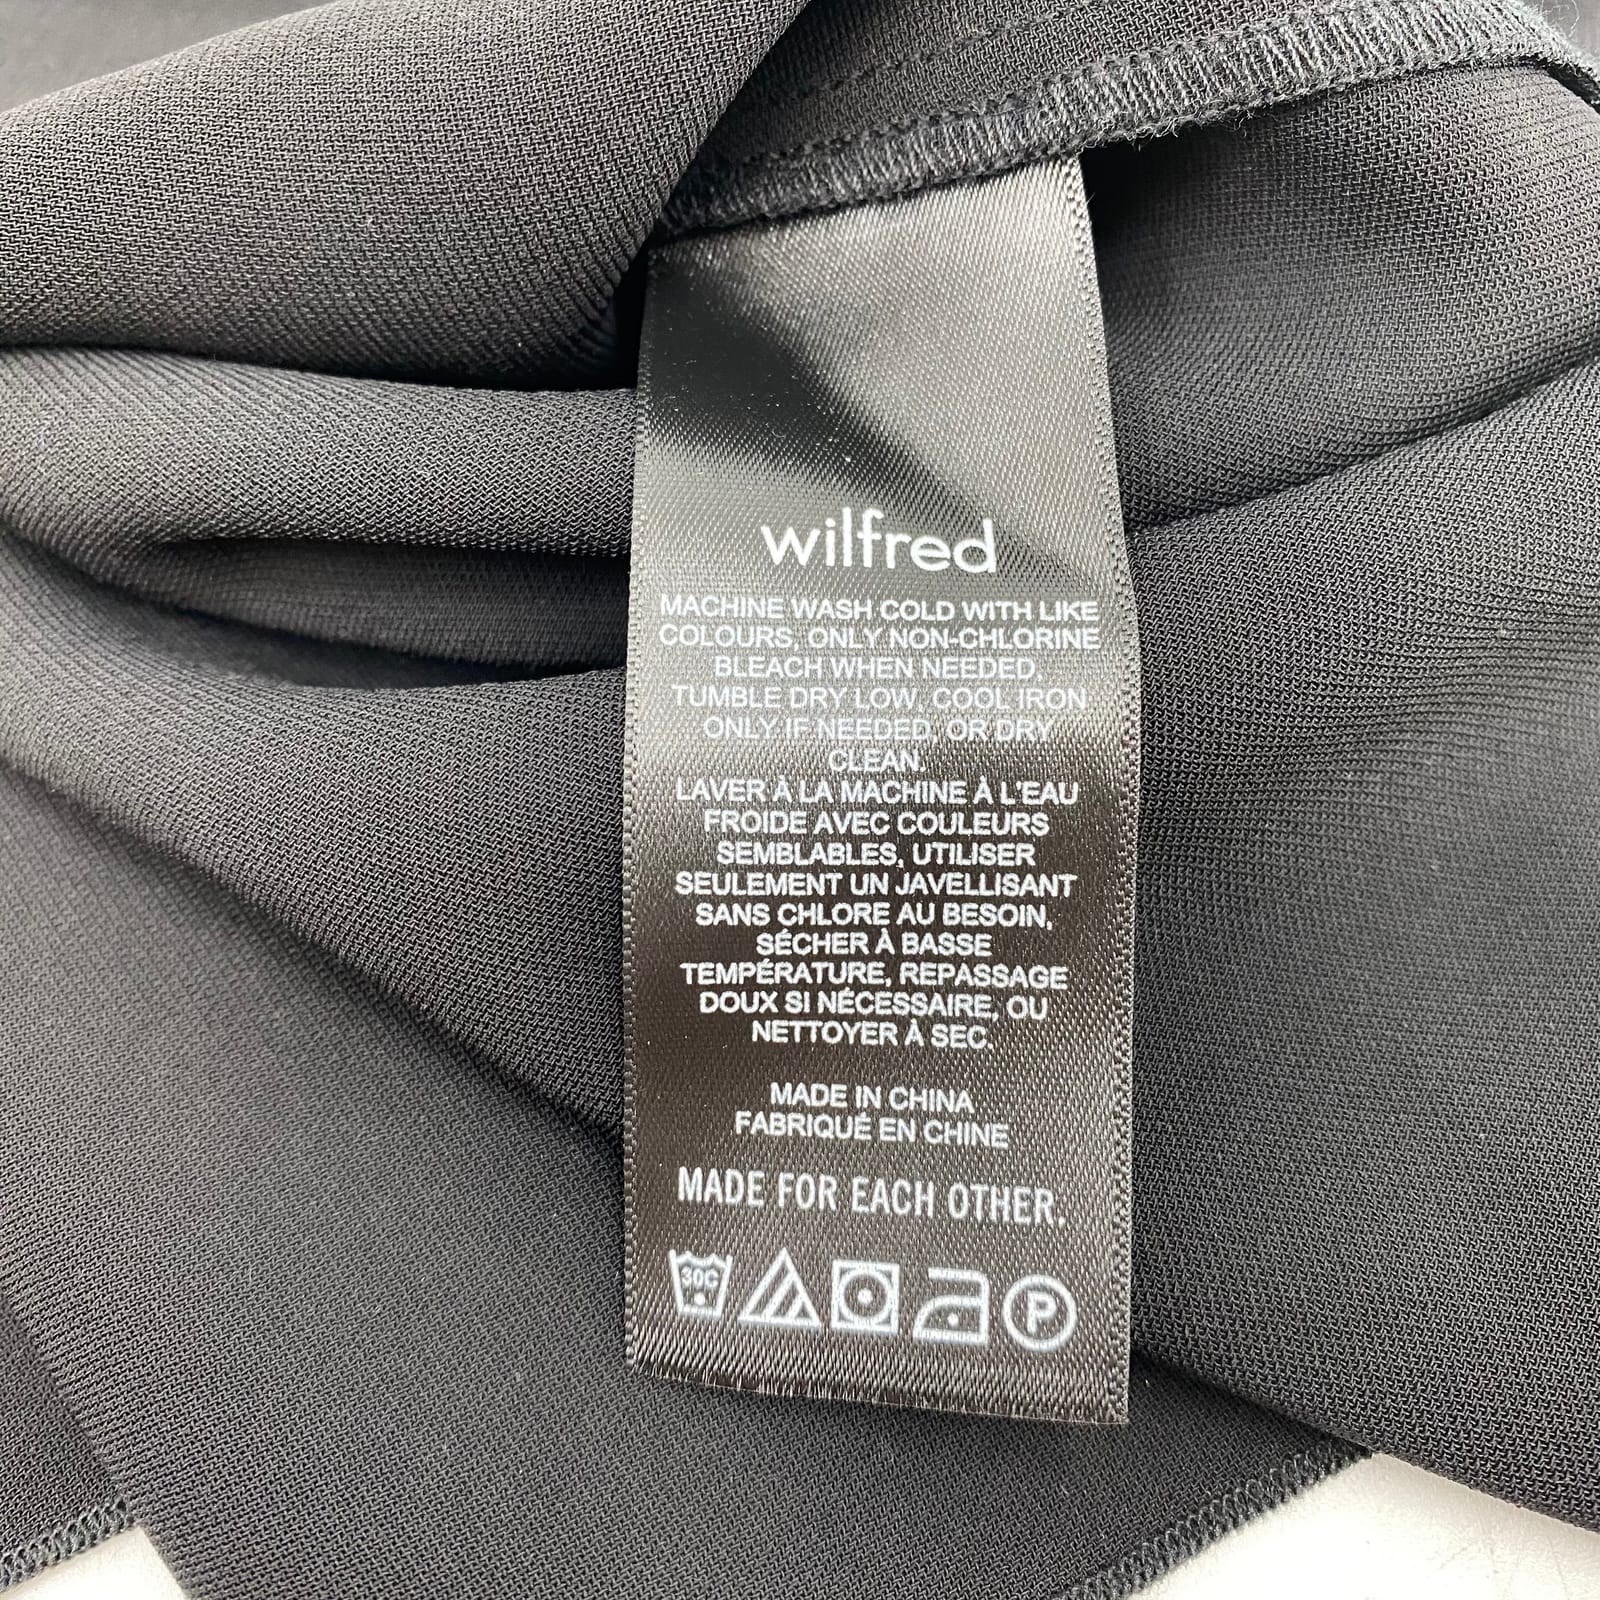 wilfred
MACHINE WASH COLD WITH LIKE
COLOURS, ONLY NON-CHLORINE
BLEACH WHEN NEEDED,
TUMBLE DRY LOW, COOL IRON
ONLY IF NEEDED, OR DRY
CLEAN.
LAVER À LA MACHINE À L'EAU
FROIDE AVEC COULEURS
SEMBLABLES, UTILISER
SEULEMENT UN JAVELLISANT
SANS CHLORE AU BESOIN,
SÉCHER À BASSE
TEMPÉRATURE, REPASSAGE
DOUX SI NÉCESSAIRE, OU
NETTOYER À SEC.
MADE IN CHINA
FABRIQUÉ EN CHINE
MADE FOR EACH OTHER.
30C P